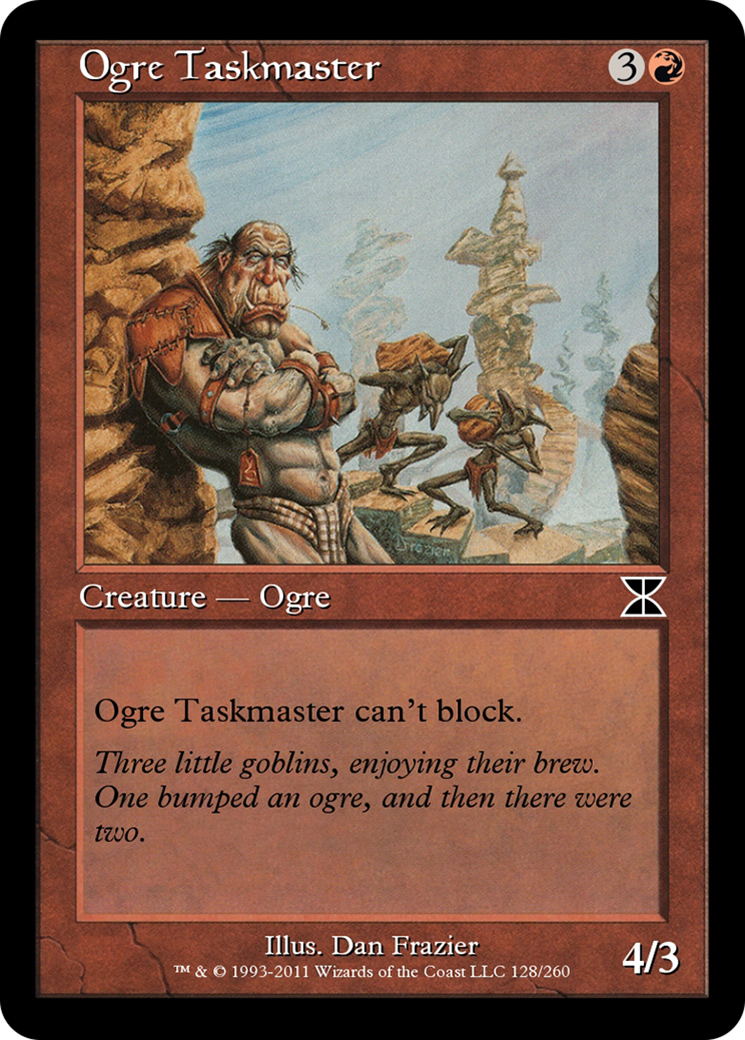 Ogre Taskmaster 3
Frazier
Creature — Ogre
Ogre Taskmaster can't block.
Three little goblins, enjoying their brew.
One bumped an ogre, and then there were
two.
Illus. Dan Frazier
™ & © 1993-2011 Wizards of the Coast LLC 128/260
4/3